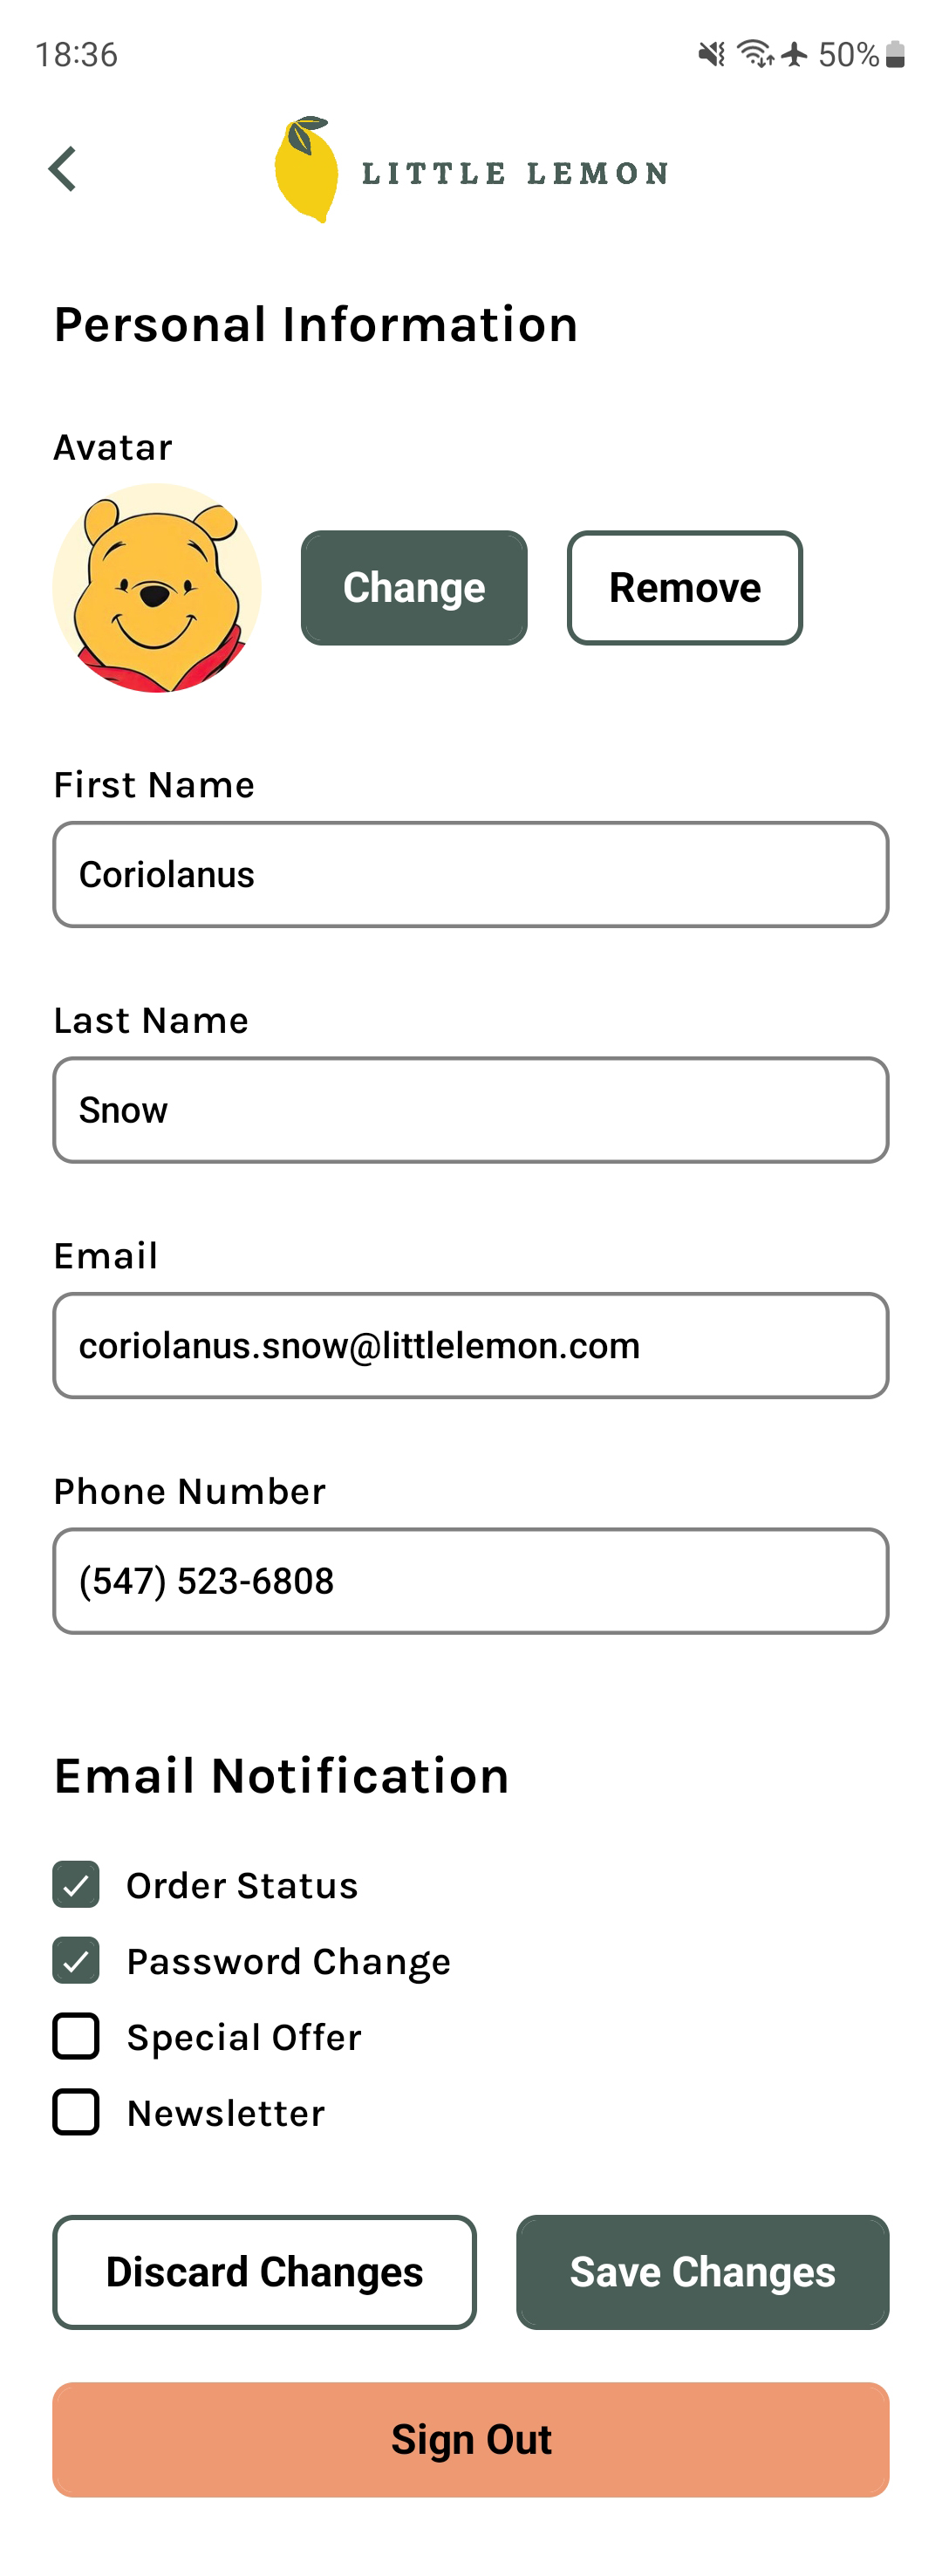 18:36 50%
LITTLE LEMON
Personal Information
Avatar
Change Remove
First Name
Coriolanus
Last Name
Snow
Email
coriolanus.snow@littlelemon.com
Phone Number
(547) 523-6808
Email Notification
Order Status
Password Change
Special Offer
Newsletter
Discard Changes Save Changes
Sign Out